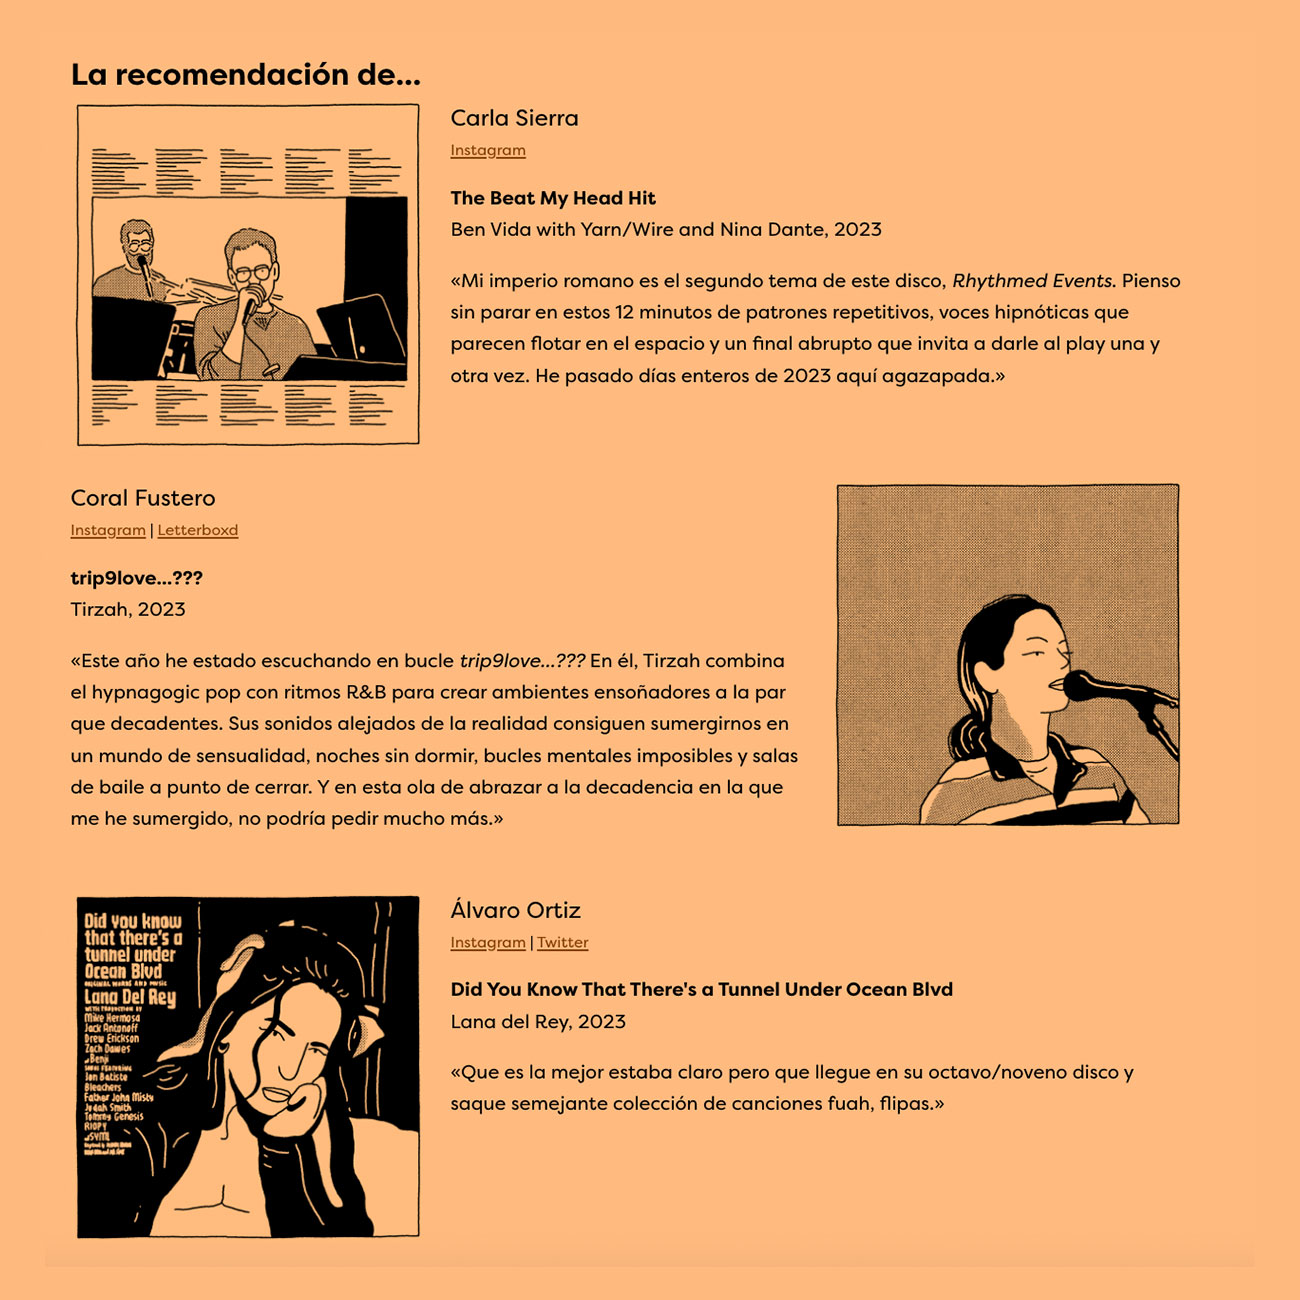 La recomendación de...
Carla Sierra
Instagram
The Beat My Head Hit
Ben Vida with Yarn/Wire and Nina Dante, 2023
«Mi imperio romano es el segundo tema de este disco, Rhythmed Events. Pienso
sin parar en estos 12 minutos de patrones repetitivos, voces hipnóticas que
parecen flotar en el espacio y un final abrupto que invita a darle al play una y
otra vez. He pasado días enteros de 2023 aquí agazapada.»
Coral Fustero
Instagram | Letterboxd
trip9love...???
Tirzah, 2023
«Este año he estado escuchando en bucle trip9love...??? En él, Tirzah combina
el hypnagogic pop con ritmos R&B para crear ambientes ensoñadores a la par
que decadentes. Sus sonidos alejados de la realidad consiguen sumergirnos en
un mundo de sensualidad, noches sin dormir, bucles mentales imposibles y salas
de baile a punto de cerrar. Y en esta ola de abrazar a la decadencia en la que
me he sumergido, no podría pedir mucho más.»
Did you know
that there's a
tunnel under
Ocean Blvd
ORIGINAL WORDS AND MUSIC
Lana Del Rey
WITH PRODUCTION BY
Mike Hermosa
Jack Antonoff
Drew Erickson
Zach Dawes
Benji
SONGS FEATURING
Jon Batiste
Bleachers
Father John Misty
Judah Smith
Tommy Genesis
RIOPY
SYML
Álvaro Ortiz
Instagram | Twitter
Did You Know That There's a Tunnel Under Ocean Blvd
Lana del Rey, 2023
«Que es la mejor estaba claro pero que llegue en su octavo/noveno disco y
saque semejante colección de canciones fuah, flipas.»